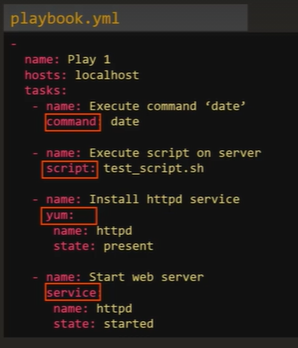 playbook.yml
-
name: Play 1
hosts: localhost
tasks:
- name: Execute command ‘date’
command: date
- name: Execute script on server
script: test_script.sh
- name: Install httpd service
yum:
name: httpd
state: present
- name: Start web server
service:
name: httpd
state: started